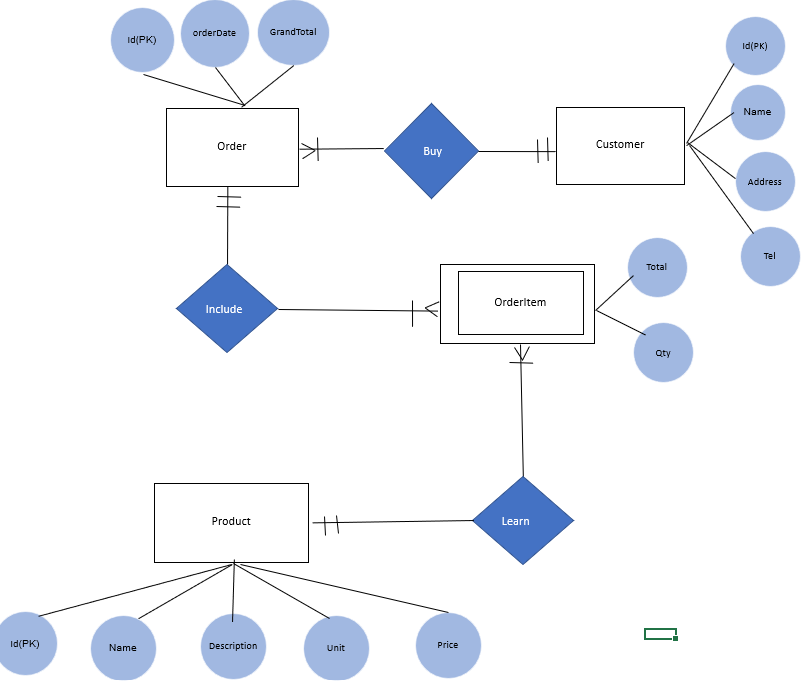 Id(PK)
orderDate
GrandTotal
Id(PK)
Name
Order
Buy
Customer
Address
Tel
Total
Include
OrderItem
Qty
Product
Learn
Id(PK)
Name
Description
Unit
Price